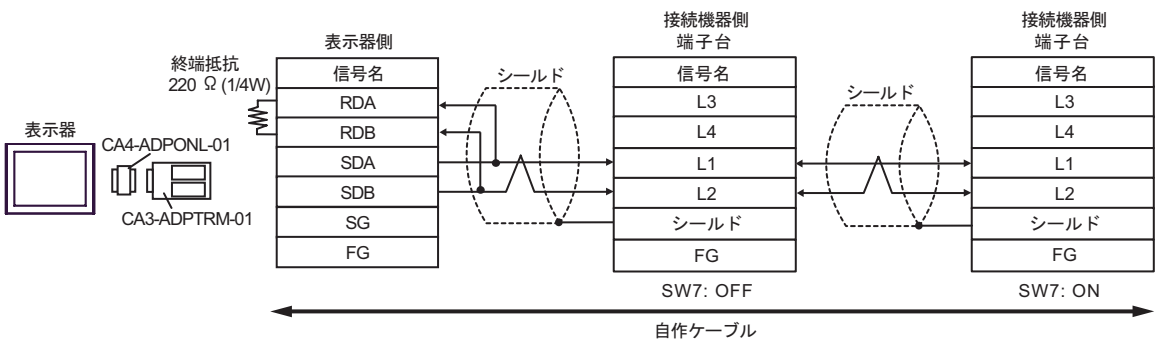 表示器
CA4-ADPONL-01
CA3-ADPTRM-01
終端抵抗
220 Ω (1/4W)
表示器側
信号名
RDA
RDB
SDA
SDB
SG
FG
シールド
接続機器側
端子台
信号名
L3
L4
L1
L2
シールド
FG
SW7: OFF
シールド
接続機器側
端子台
信号名
L3
L4
L1
L2
シールド
FG
SW7: ON
自作ケーブル